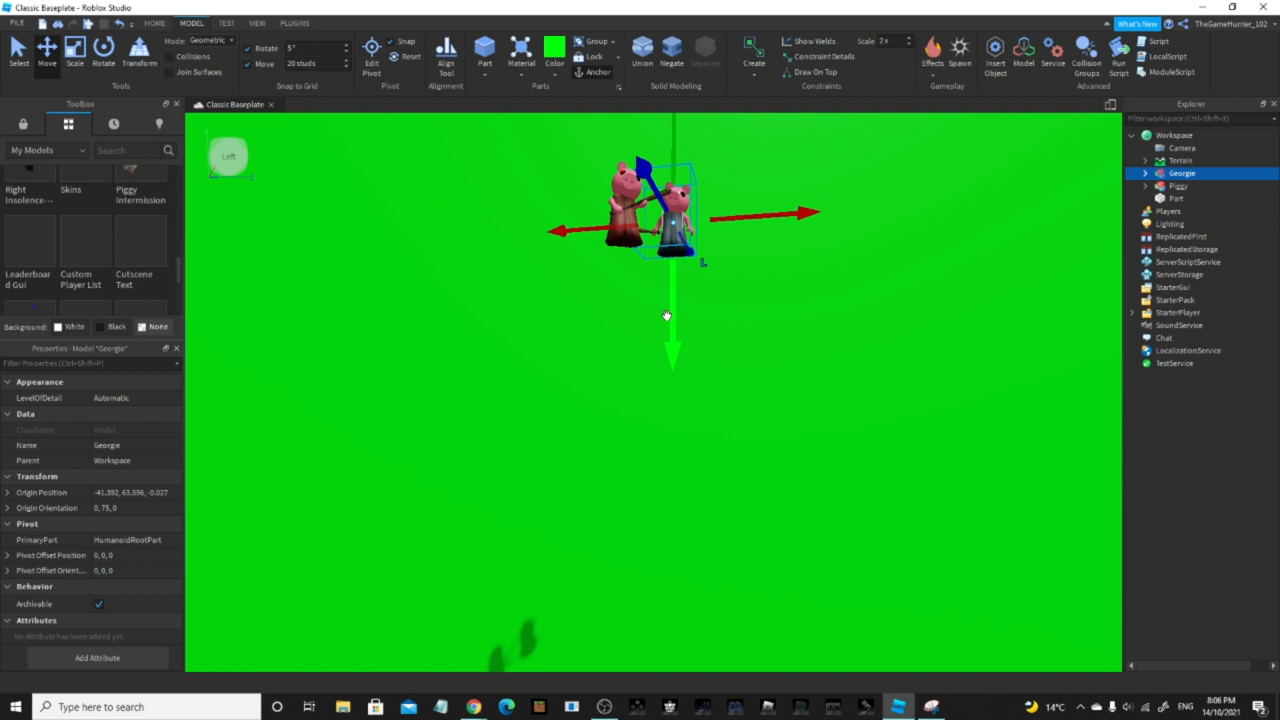 Classic Baseplate - Roblox Studio
FILE HOME MODEL TEST VIEW PLUGINS What's New TheGameHunter_102
Select Move Scale Rotate Transform
Mode: Geometric
Collisions
Join Surfaces
Tools
Rotate 5°
Move 20 studs
Snap to Grid
Edit Pivot
Snap
Reset
Pivot
Align Tool
Alignment
Part Material Color
Group
Lock
Anchor
Parts
Union Negate Separate
Solid Modeling
Create
Show Welds Scale 2x
Constraint Details
Draw On Top
Constraints
Effects Spawn
Gameplay
Insert Object Model Service Collision Groups Run Script
Script
LocalScript
ModuleScript
Advanced
Toolbox
My Models Search
Right Insolence... Skins Piggy Intermission
Leaderboar d Gui Custom Player List Cutscene Text
Background: White Black None
Properties - Model "Georgie"
Filter Properties (Ctrl+Shift+P)
Appearance
LevelOfDetail Automatic
Data
ClassName Model
Name Georgie
Parent Workspace
Transform
Origin Position -41.392, 63.596, -0.027
Origin Orientation 0, 75, 0
Pivot
PrimaryPart HumanoidRootPart
Pivot Offset Position 0, 0, 0
Pivot Offset Orient... 0, 0, 0
Behavior
Archivable
Attributes
No Attribute has been added yet
Add Attribute
ClassicBaseplate
Left
Z
L
Explorer
Filter workspace (Ctrl+Shift+X)
Workspace
Camera
Terrain
Georgie
Piggy
Part
Players
Lighting
ReplicatedFirst
ReplicatedStorage
ServerScriptService
ServerStorage
StarterGui
StarterPack
StarterPlayer
SoundService
Chat
LocalizationService
TestService
Type here to search
14°C
8:06 PM
14/10/2021
2